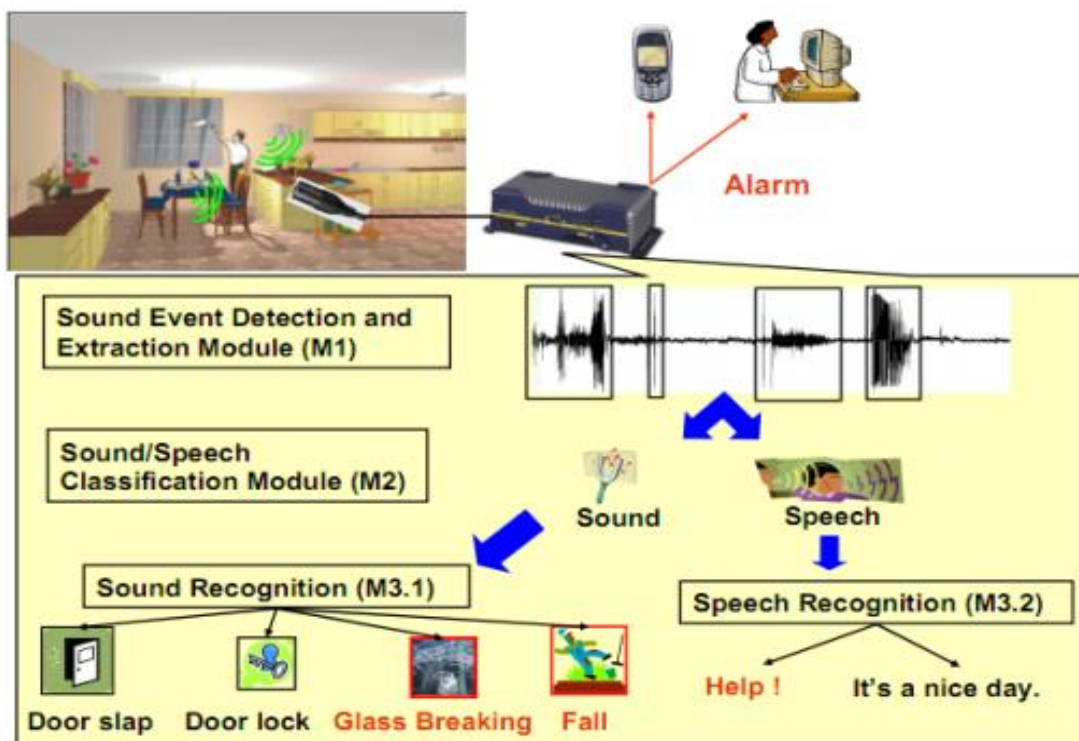 Alarm
Sound Event Detection and
Extraction Module (M1)
Sound/Speech
Classification Module (M2)
Sound
Speech
Sound Recognition (M3.1)
Speech Recognition (M3.2)
Door slap
Door lock
Glass Breaking
Fall
Help !
It's a nice day.